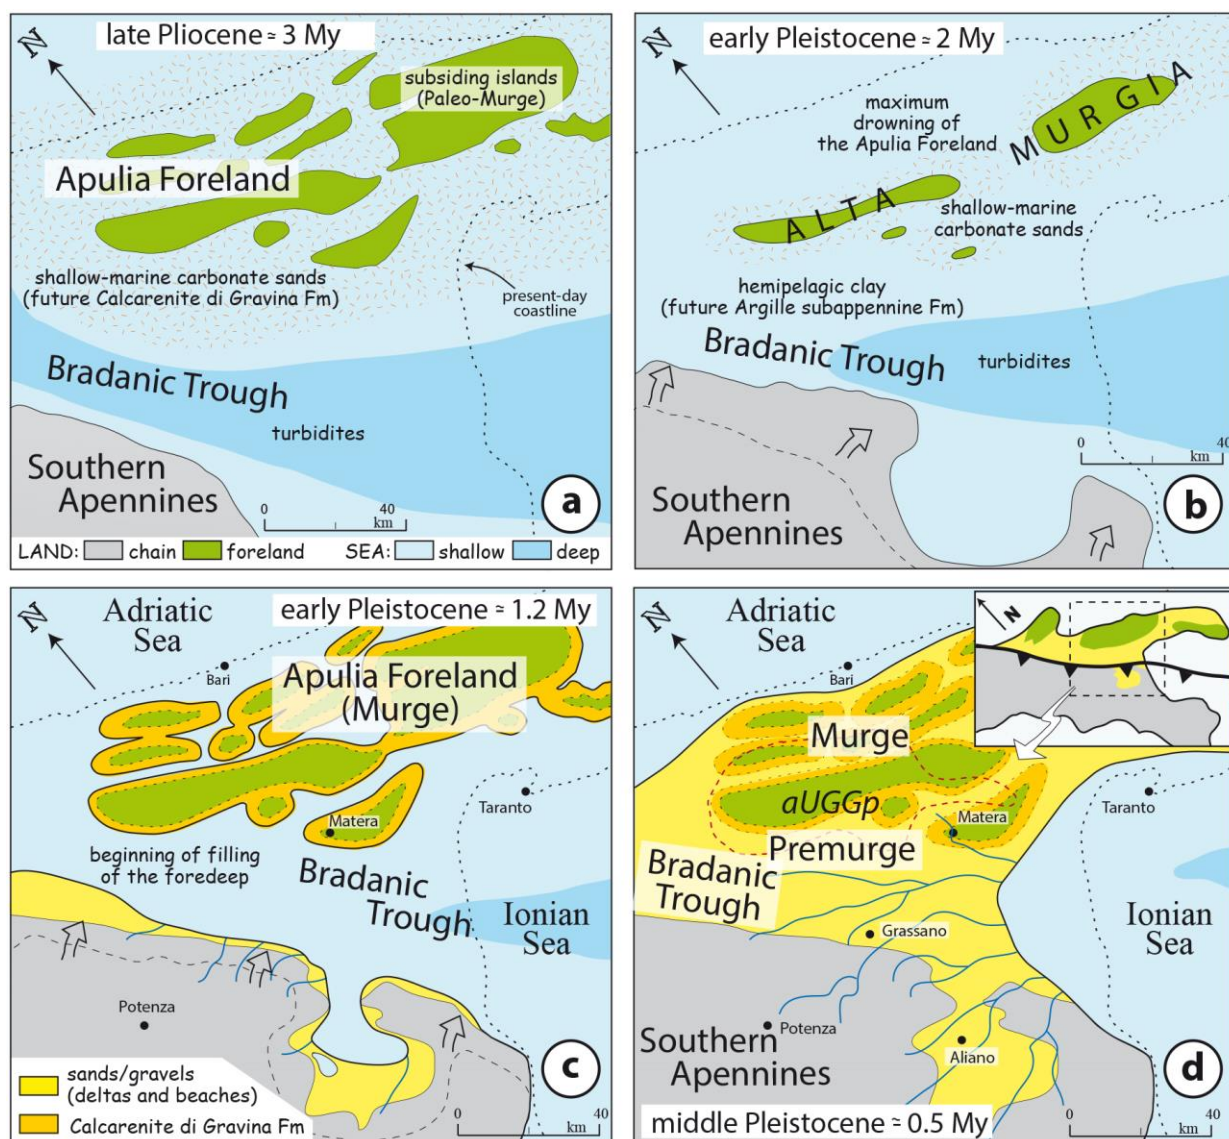 N
late Pliocene ≈ 3 My
subsiding islands
(Paleo-Murge)
Apulia Foreland
shallow-marine carbonate sands
(future Calcarenite di Gravina Fm)
present-day
coastline
Bradanic Trough
turbidites
Southern
Apennines
0 40
km
a
LAND: chain foreland SEA: shallow deep
N
early Pleistocene ≈ 2 My
maximum
drowning of
the Apulia Foreland
MURGIA
ALTA
shallow-marine
carbonate sands
hemipelagic clay
(future Argille subappennine Fm)
Bradanic Trough
turbidites
0 40
km
Southern
Apennines
b
N
Adriatic
Sea
early Pleistocene ≈ 1.2 My
Bari
Apulia Foreland
(Murge)
Taranto
Matera
beginning of filling
of the foredeep
Bradanic
Trough
Ionian
Sea
Potenza
sands/gravels
(deltas and beaches)
Calcarenite di Gravina Fm
0 40
km
c
N
Adriatic
Sea
N
Bari
Murge
aUGGp
Taranto
Matera
Premurge
Bradanic
Trough
Grassano
Ionian
Sea
Potenza
Southern
Apennines
Aliano
d
middle Pleistocene ≈ 0.5 My
0 40
km